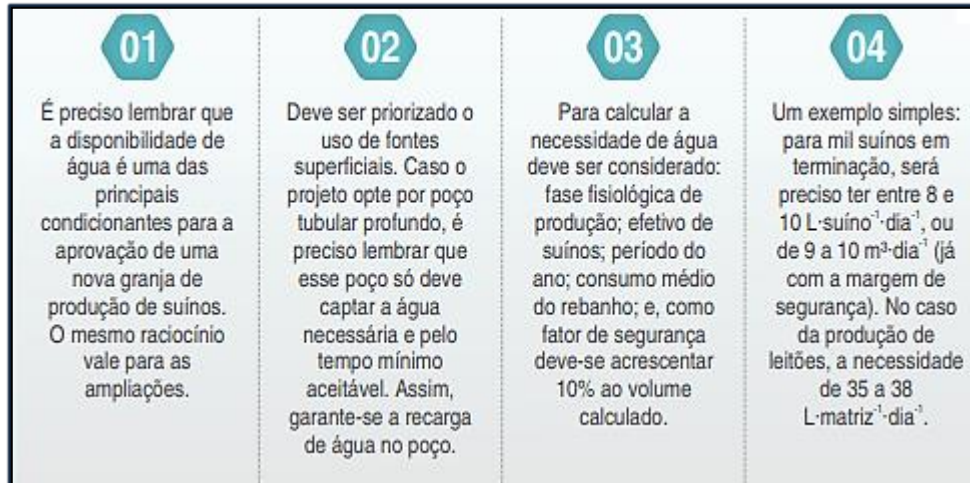 01
É preciso lembrar que
a disponibilidade de
água é uma das
principais
condicionantes para a
aprovação de uma
nova granja de
produção de suínos.
O mesmo raciocínio
vale para as
ampliações.
02
Deve ser priorizado o
uso de fontes
superficiais. Caso o
projeto opte por poço
tubular profundo, é
preciso lembrar que
esse poço só deve
captar a água
necessária e pelo
tempo mínimo
aceitável. Assim,
garante-se a recarga
de água no poço.
03
Para calcular a
necessidade de água
deve ser considerado:
fase fisiológica de
produção; efetivo de
suínos; período do
ano; consumo médio
do rebanho; e, como
fator de segurança
deve-se acrescentar
10% ao volume
calculado.
04
Um exemplo simples:
para mil suínos em
terminação, será
preciso ter entre 8 e
10 L·suíno⁻¹·dia⁻¹, ou
de 9 a 10 m³·dia⁻¹ (já
com a margem de
segurança). No caso
da produção de
leitões, a necessidade
de 35 a 38
L·matriz⁻¹·dia⁻¹.